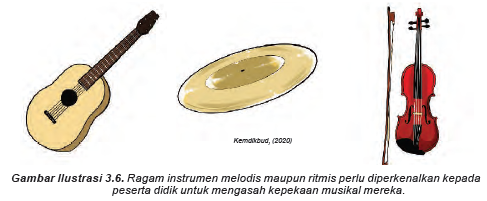 Kemdikbud, (2020)
Gambar Ilustrasi 3.6. Ragam instrumen melodis maupun ritmis perlu diperkenalkan kepada
peserta didik untuk mengasah kepekaan musikal mereka.